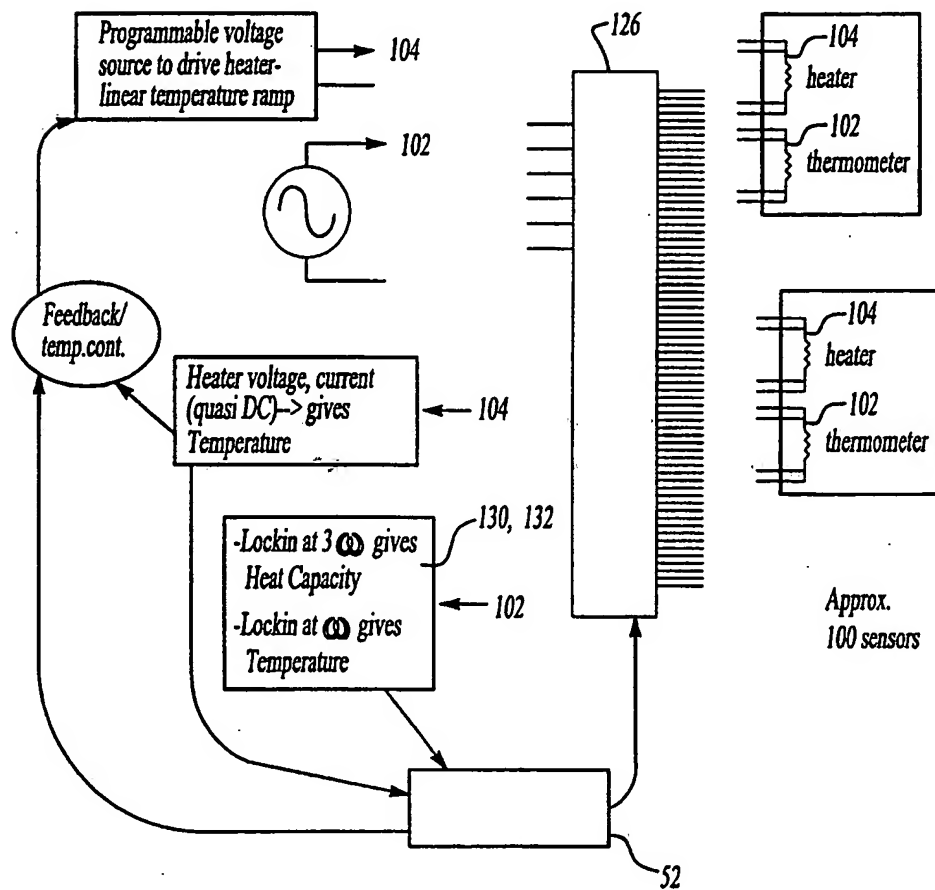 Programmable voltage
source to drive heater-
linear temperature ramp
104
102
126
104
heater
102
thermometer
Feedback/
temp.cont.
Heater voltage, current
(quasi DC)--> gives
Temperature
104
104
heater
102
thermometer
-Lockin at 3 ω gives
Heat Capacity
-Lockin at ω gives
Temperature
130, 132
102
Approx.
100 sensors
52